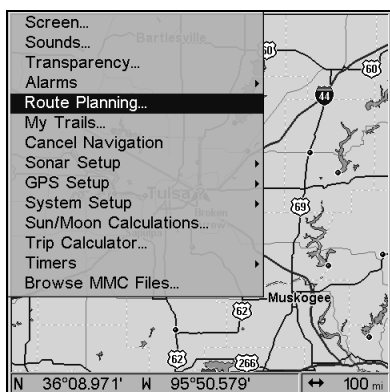 Screen...
Bartlesville
Sounds...
Transparency...
Alarms
Route Planning...
My Trails...
Cancel Navigation
Sonar Setup
GPS Setup
Tulsa
System Setup
Broken
Sun/Moon Calculations...
Trip Calculator...
Timers
Browse MMC Files...
60
60
44
69
Muskogee
62
62
266
N 36°08.971' W 95°50.579' ↔ 100 mi